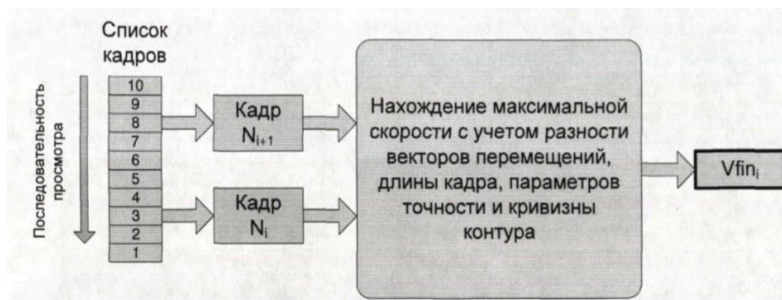 Список
кадров
Последовательность
просмотра
10
9
8
7
6
5
4
3
2
1
Кадр
Ni+1
Кадр
Ni
Нахождение максимальной
скорости с учетом разности
векторов перемещений,
длины кадра, параметров
точности и кривизны
контура
Vfini